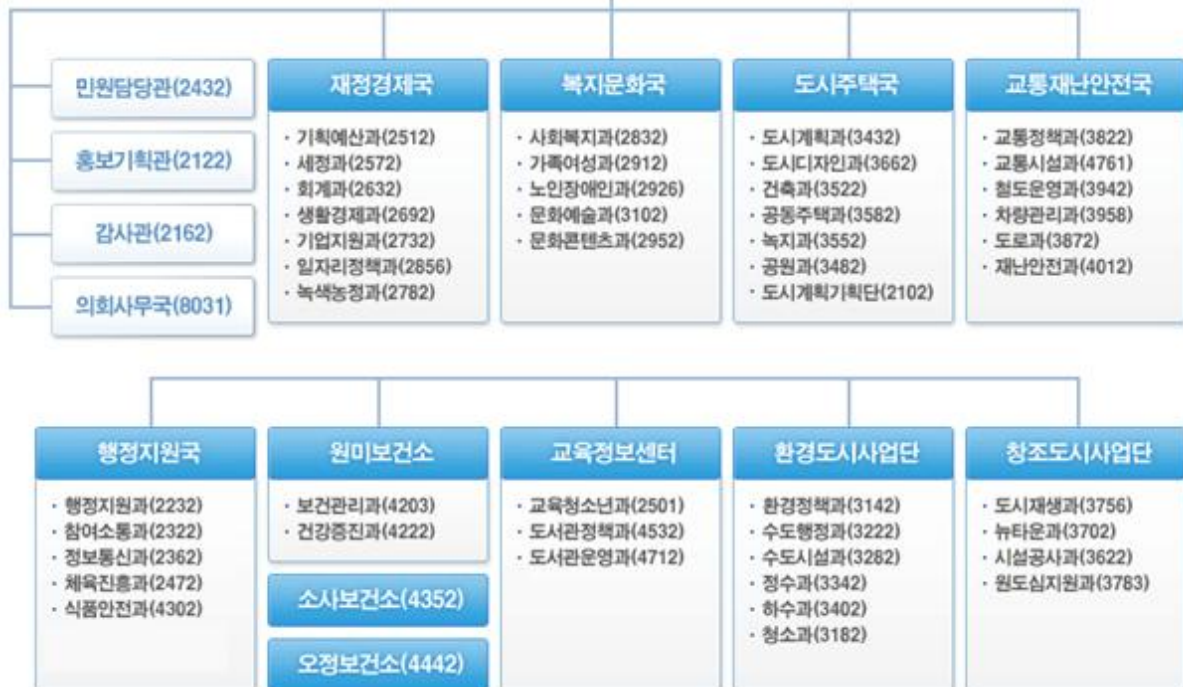 민원담당관(2432)
홍보기획관(2122)
감사관(2162)
의회사무국(8031)
재정경제국
· 기획예산과(2512)
· 세정과(2572)
· 회계과(2632)
· 생활경제과(2692)
· 기업지원과(2732)
· 일자리정책과(2856)
· 녹색농정과(2782)
복지문화국
· 사회복지과(2832)
· 가족여성과(2912)
· 노인장애인과(2926)
· 문화예술과(3102)
· 문화콘텐츠과(2952)
도시주택국
· 도시계획과(3432)
· 도시디자인과(3662)
· 건축과(3522)
· 공동주택과(3582)
· 녹지과(3552)
· 공원과(3482)
· 도시계획기획단(2102)
교통재난안전국
· 교통정책과(3822)
· 교통시설과(4761)
· 철도운영과(3942)
· 차량관리과(3958)
· 도로과(3872)
· 재난안전과(4012)
행정지원국
· 행정지원과(2232)
· 참여소통과(2322)
· 정보통신과(2362)
· 체육진흥과(2472)
· 식품안전과(4302)
원미보건소
· 보건관리과(4203)
· 건강증진과(4222)
소사보건소(4352)
오정보건소(4442)
교육정보센터
· 교육청소년과(2501)
· 도서관정책과(4532)
· 도서관운영과(4712)
환경도시사업단
· 환경정책과(3142)
· 수도행정과(3222)
· 수도시설과(3282)
· 정수과(3342)
· 하수과(3402)
· 청소과(3182)
창조도시사업단
· 도시재생과(3756)
· 뉴타운과(3702)
· 시설공사과(3622)
· 원도심지원과(3783)